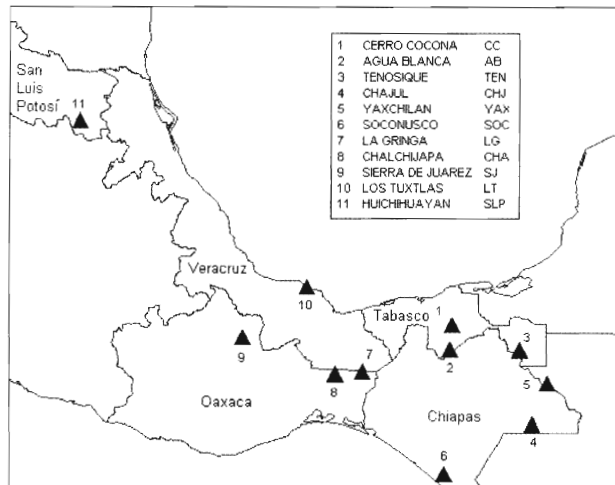 1 CERRO COCONA CC
2 AGUA BLANCA AB
3 TENOSIQUE TEN
4 CHAJUL CHJ
5 YAXCHILAN YAX
6 SOCONUSCO SOC
7 LA GRINGA LG
8 CHALCHIJAPA CHA
9 SIERRA DE JUAREZ SJ
10 LOS TUXTLAS LT
11 HUICHIHUAYAN SLP
San
Luis
Potosí
11
Veracruz
10
Tabasco
1
2
3
9
8
7
5
Oaxaca
Chiapas
4
6